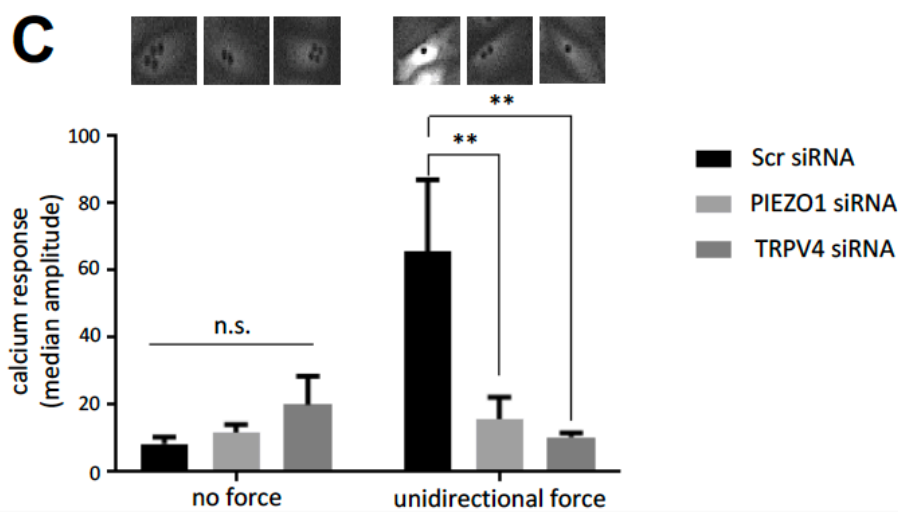 C
**
**
100
80
60
40
20
0
calcium response
(median amplitude)
n.s.
no force
unidirectional force
Scr siRNA
PIEZO1 siRNA
TRPV4 siRNA